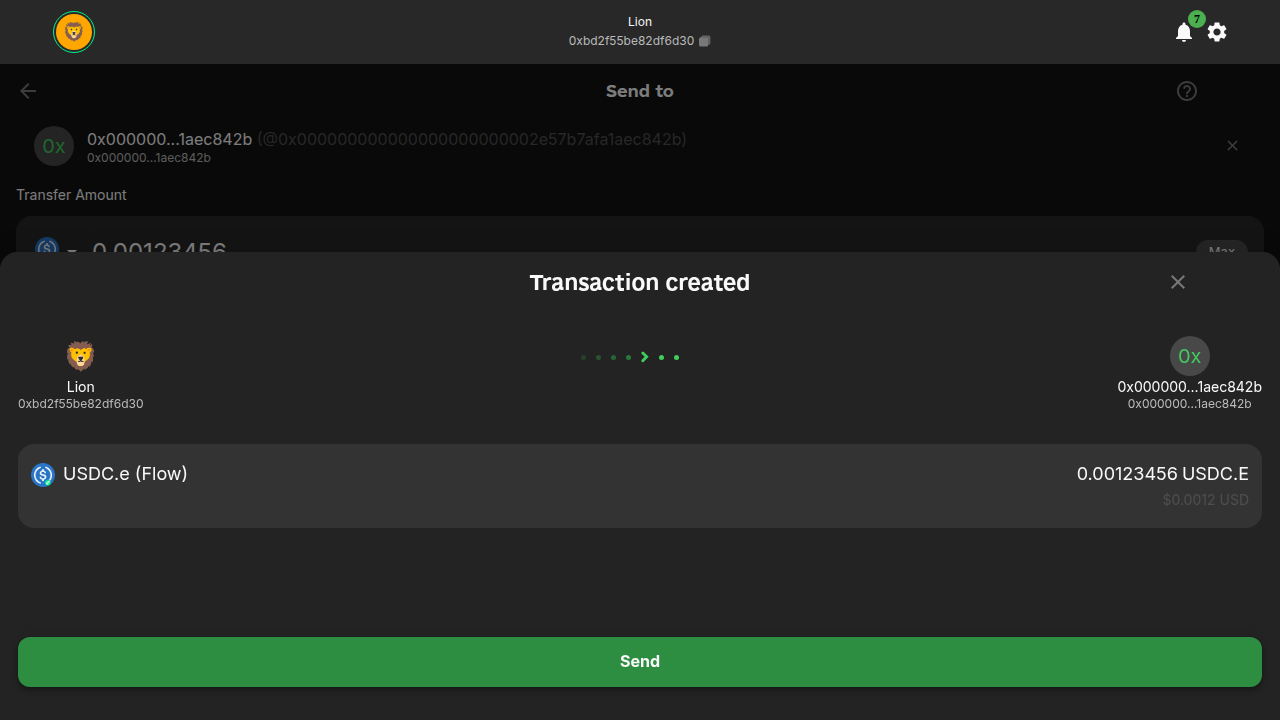 Lion
0xbd2f55be82df6d30
7
Send to
0x
0x000000...1aec842b (@0x0000000000000000000002e57b7afa1aec842b)
0x000000...1aec842b
Transfer Amount
0.00123456
Max
Transaction created
Lion
0xbd2f55be82df6d30
0x
0x000000...1aec842b
0x000000...1aec842b
USDC.e (Flow)
0.00123456 USDC.E
$0.0012 USD
Send